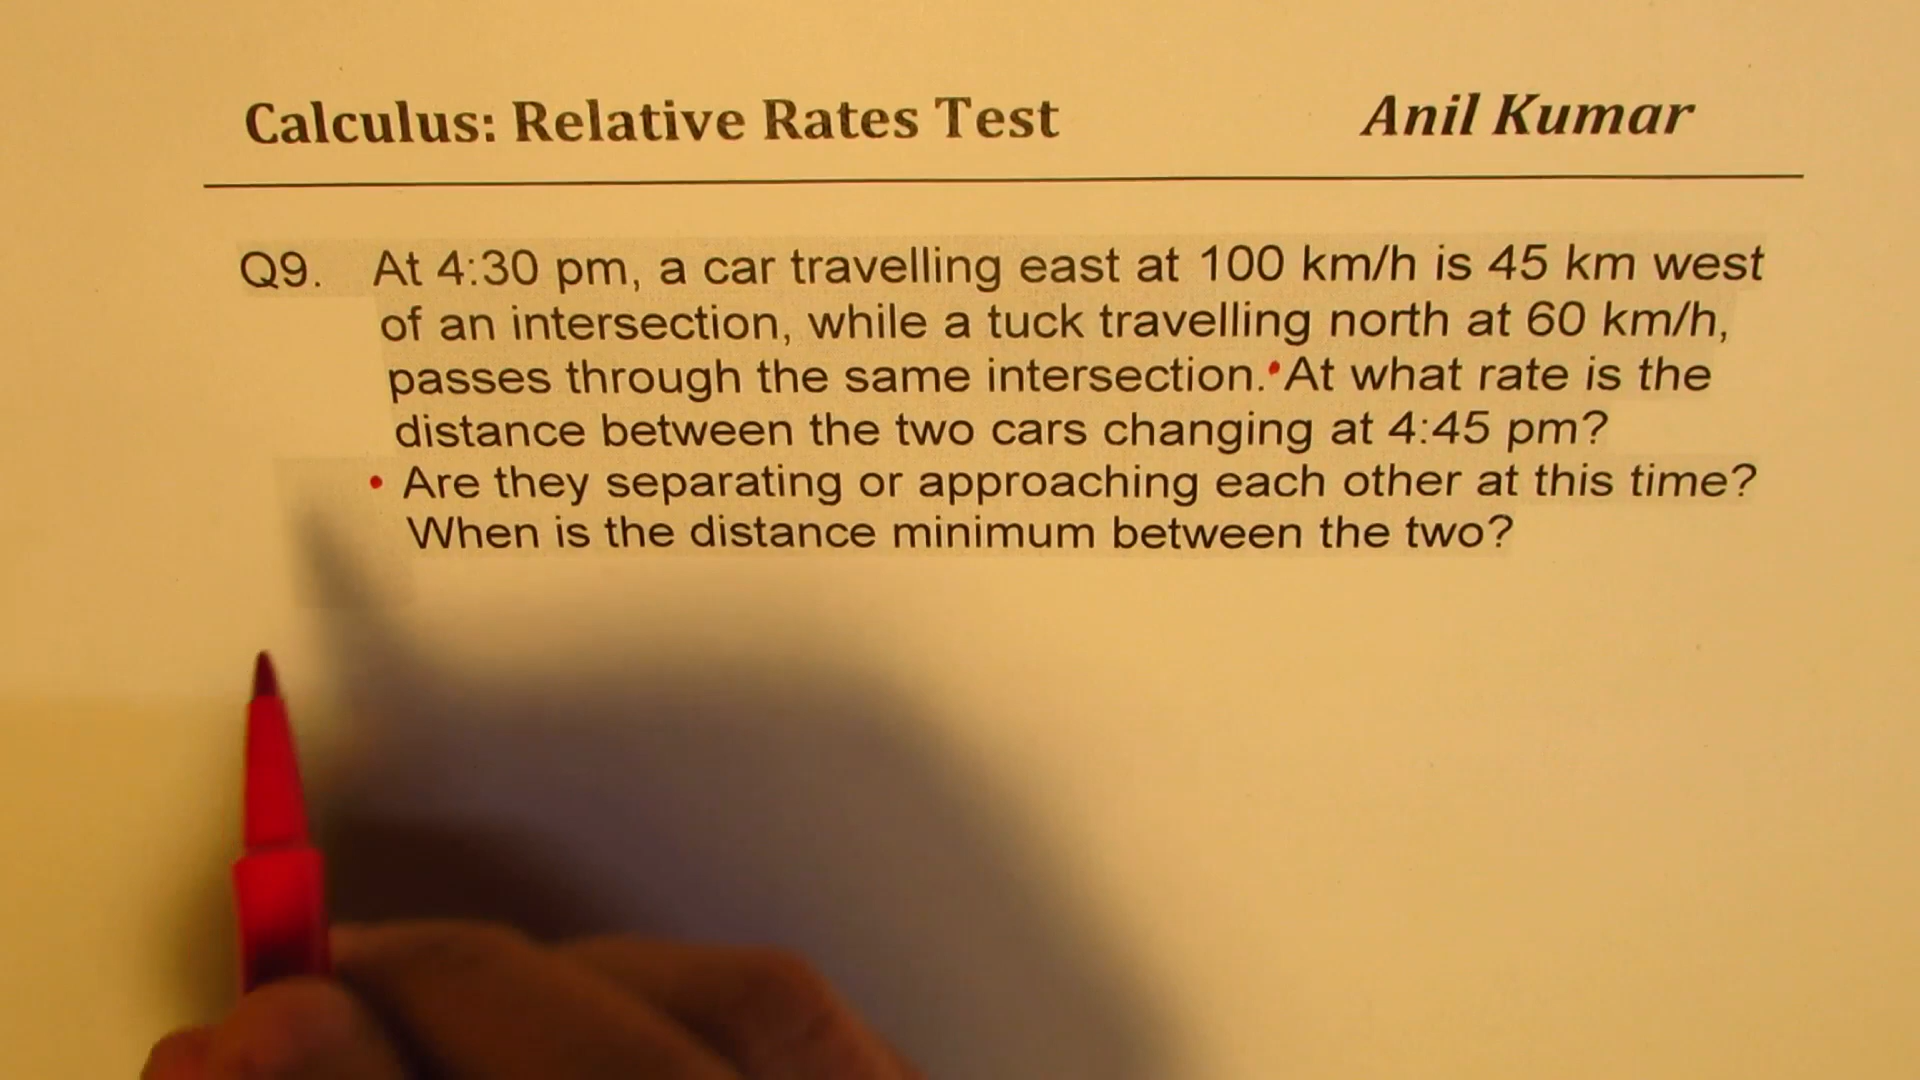 Calculus: Relative Rates Test Anil Kumar
Q9. At 4:30 pm, a car travelling east at 100 km/h is 45 km west
of an intersection, while a tuck travelling north at 60 km/h,
passes through the same intersection.•At what rate is the
distance between the two cars changing at 4:45 pm?
• Are they separating or approaching each other at this time?
When is the distance minimum between the two?